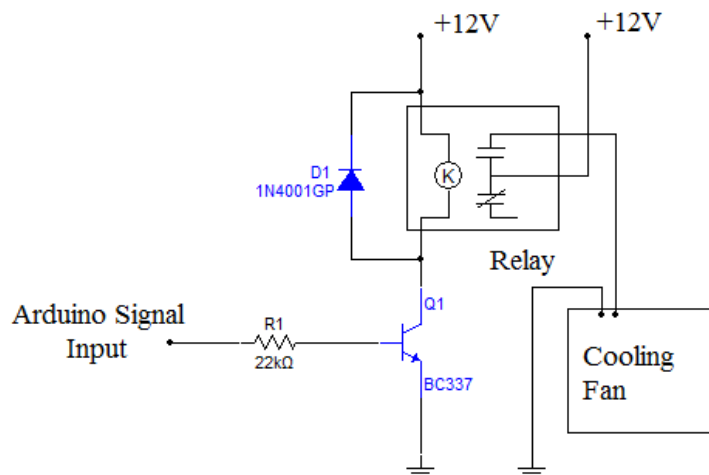 +12V
+12V
D1
1N4001GP
K
Relay
Q1
Arduino Signal
Input
R1
22kΩ
BC337
Cooling
Fan